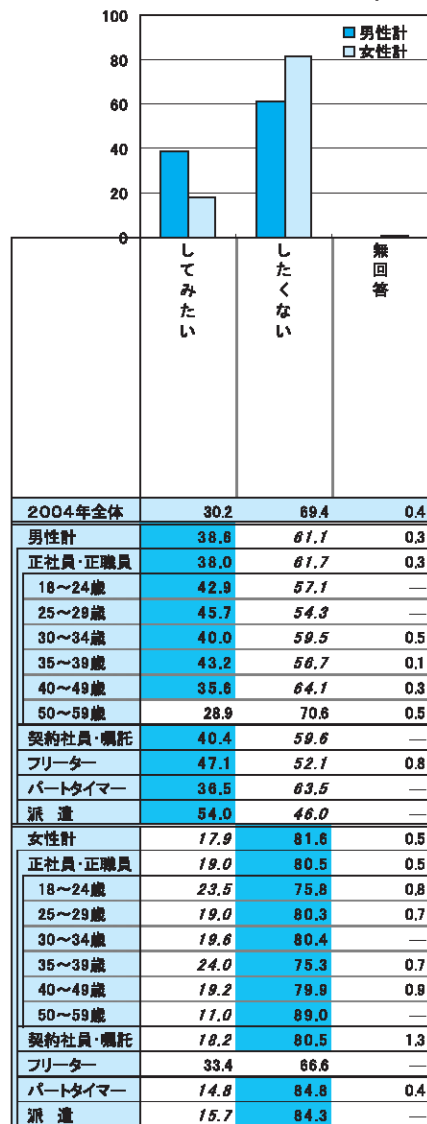 100
80
60
40
20
0
男性計
女性計
してみたい
したくない
無回答
2004年全体 30.2 69.4 0.4
男性計 38.6 61.1 0.3
正社員・正職員 38.0 61.7 0.3
18～24歳 42.9 57.1 —
25～29歳 45.7 54.3 —
30～34歳 40.0 59.5 0.5
35～39歳 43.2 56.7 0.1
40～49歳 35.6 64.1 0.3
50～59歳 28.9 70.6 0.5
契約社員・嘱託 40.4 59.6 —
フリーター 47.1 52.1 0.8
パートタイマー 36.5 63.5 —
派 遣 54.0 46.0 —
女性計 17.9 81.6 0.5
正社員・正職員 19.0 80.5 0.5
18～24歳 23.5 75.8 0.8
25～29歳 19.0 80.3 0.7
30～34歳 19.6 80.4 —
35～39歳 24.0 75.3 0.7
40～49歳 19.2 79.9 0.9
50～59歳 11.0 89.0 —
契約社員・嘱託 18.2 80.5 1.3
フリーター 33.4 66.6 —
パートタイマー 14.8 84.8 0.4
派 遣 15.7 84.3 —